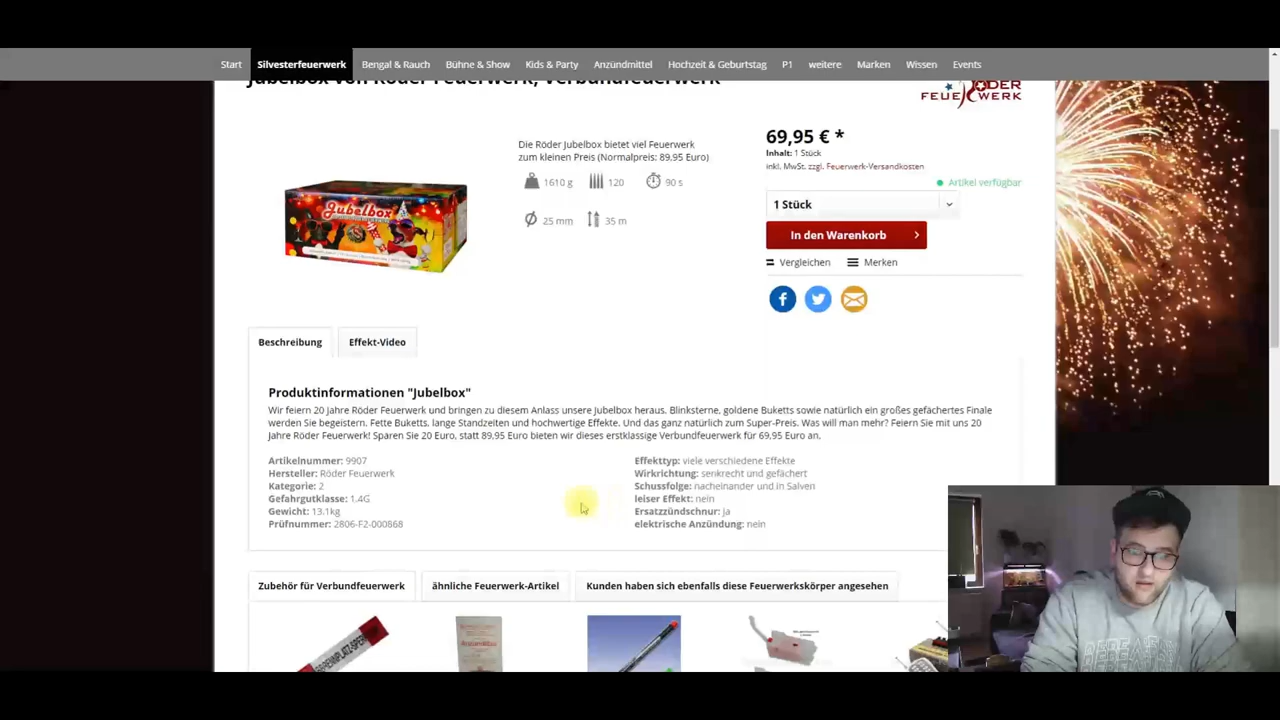 Start Silvesterfeuerwerk Bengal & Rauch Bühne & Show Kids & Party Anzündmittel Hochzeit & Geburtstag P1 weitere Marken Wissen Events
Jubelbox von Röder Feuerwerk, Verbundfeuerwerk
RÖDER
FEUERWERK
Die Röder Jubelbox bietet viel Feuerwerk
zum kleinen Preis (Normalpreis: 89,95 Euro)
1610 g 120 90 s
25 mm 35 m
Jubelbox
69,95 € *
Inhalt: 1 Stück
inkl. MwSt. zzgl. Feuerwerk-Versandkosten
Artikel verfügbar
1 Stück
In den Warenkorb
Vergleichen Merken
Beschreibung Effekt-Video
Produktinformationen "Jubelbox"
Wir feiern 20 Jahre Röder Feuerwerk und bringen zu diesem Anlass unsere Jubelbox heraus. Blinksterne, goldene Buketts sowie natürlich ein großes gefächertes Finale
werden Sie begeistern. Fette Buketts, lange Standzeiten und hochwertige Effekte. Und das ganz natürlich zum Super-Preis. Was will man mehr? Feiern Sie mit uns 20
Jahre Röder Feuerwerk! Sparen Sie 20 Euro, statt 89,95 Euro bieten wir dieses erstklassige Verbundfeuerwerk für 69,95 Euro an.
Artikelnummer: 9907
Hersteller: Röder Feuerwerk
Kategorie: 2
Gefahrgutklasse: 1.4G
Gewicht: 13.1kg
Prüfnummer: 2806-F2-000868
Effekttyp: viele verschiedene Effekte
Wirkrichtung: senkrecht und gefächert
Schussfolge: nacheinander und in Salven
leiser Effekt: nein
Ersatzzündschnur: ja
elektrische Anzündung: nein
Zubehör für Verbundfeuerwerk ähnliche Feuerwerk-Artikel Kunden haben sich ebenfalls diese Feuerwerkskörper angesehen